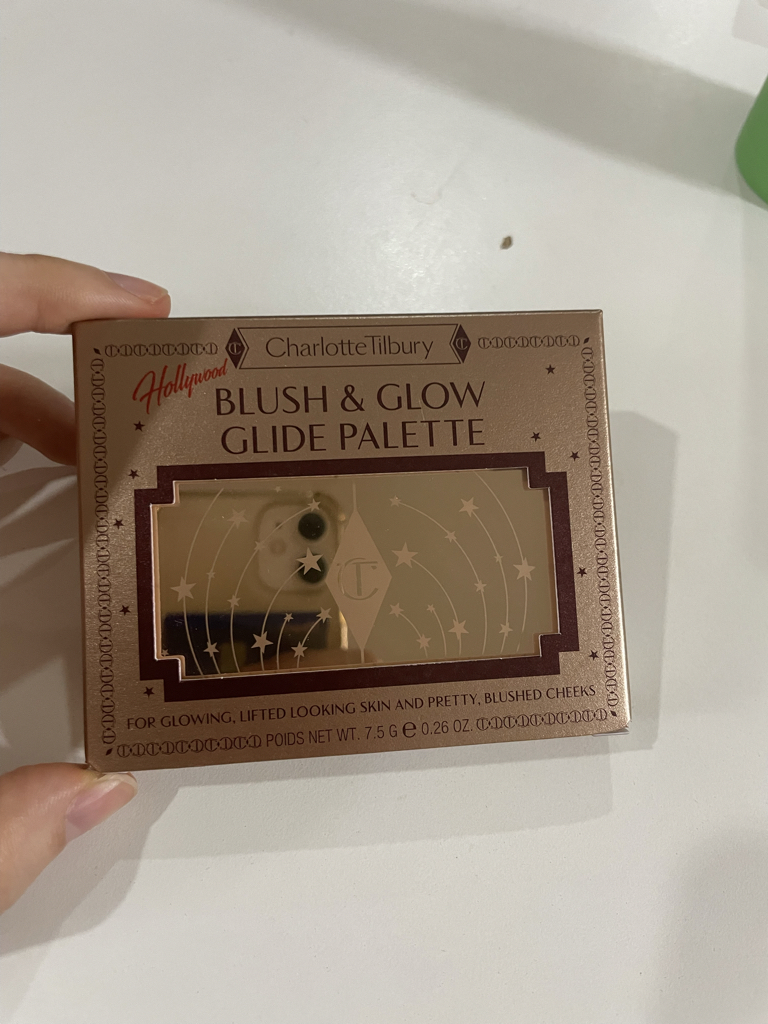 CharlotteTilbury
Hollywood
BLUSH & GLOW
GLIDE PALETTE
CT
FOR GLOWING, LIFTED LOOKING SKIN AND PRETTY, BLUSHED CHEEKS
POIDS NET WT. 7.5 G ℮ 0.26 OZ.